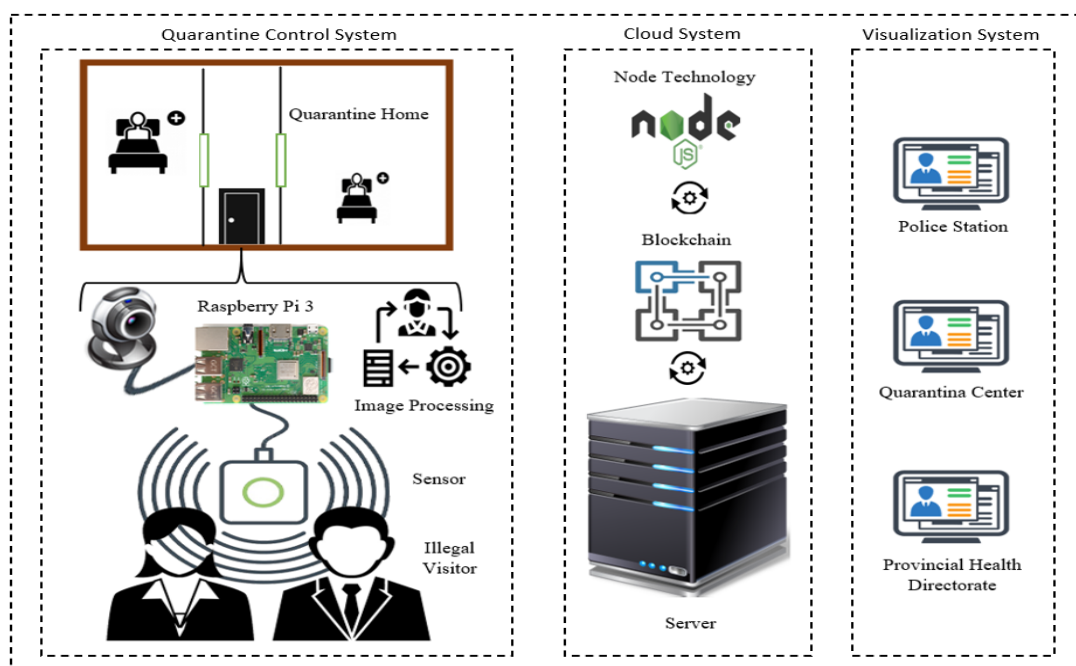 Quarantine Control System
Quarantine Home
Raspberry Pi 3
Image Processing
Sensor
Illegal
Visitor
Cloud System
Node Technology
node
JS
Blockchain
Server
Visualization System
Police Station
Quarantina Center
Provincial Health
Directorate